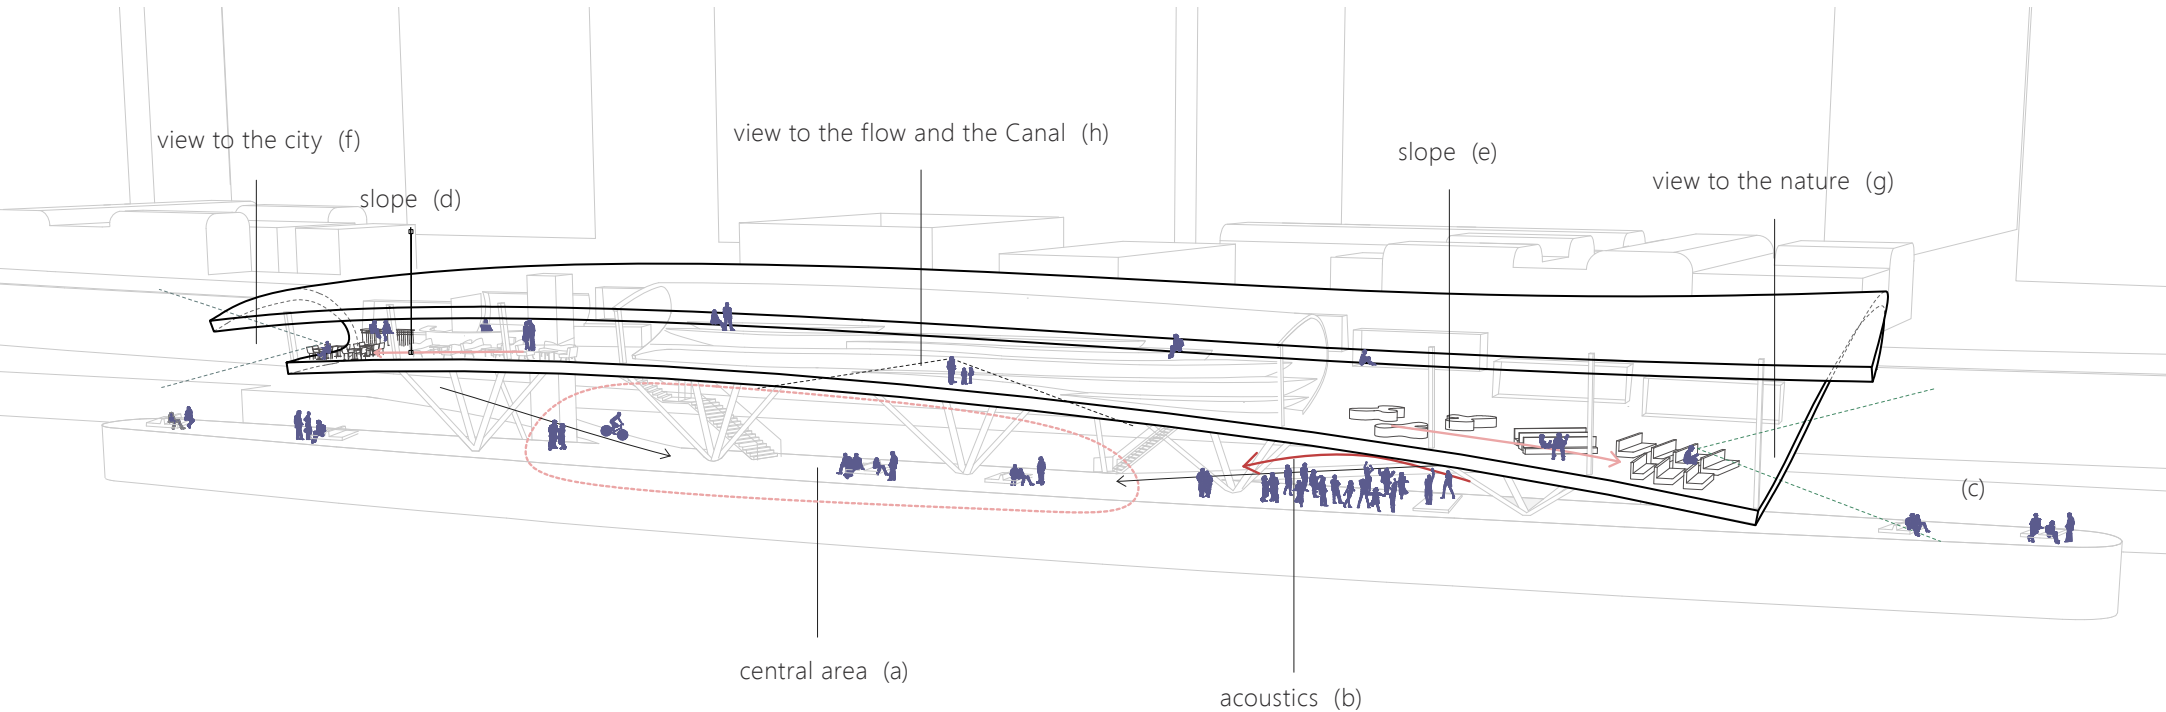 view to the city (f)
view to the flow and the Canal (h)
slope (e)
view to the nature (g)
slope (d)
(c)
central area (a)
acoustics (b)